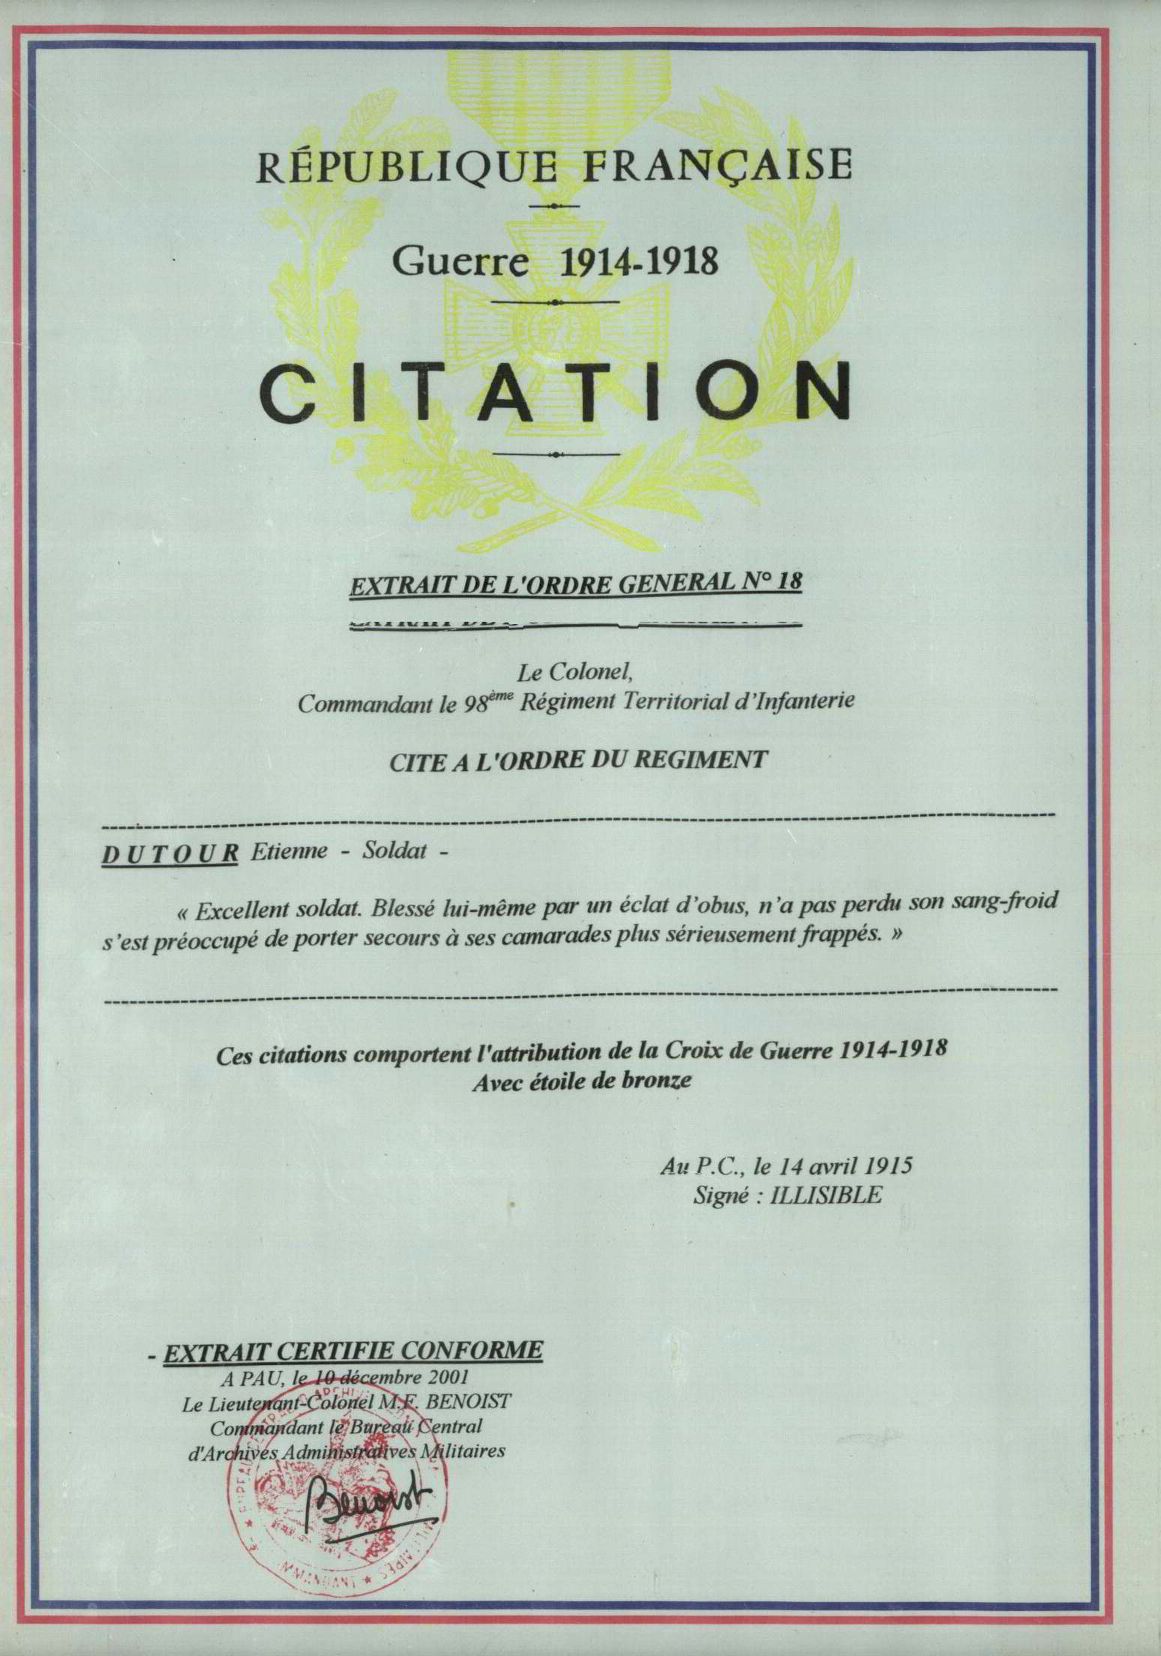 RÉPUBLIQUE FRANÇAISE
Guerre 1914-1918
CITATION
EXTRAIT DE L'ORDRE GENERAL N° 18
Le Colonel,
Commandant le 98ème Régiment Territorial d'Infanterie
CITE A L'ORDRE DU REGIMENT
DUTOUR Etienne - Soldat -
« Excellent soldat. Blessé lui-même par un éclat d'obus, n'a pas perdu son sang-froid
s'est préoccupé de porter secours à ses camarades plus sérieusement frappés. »
Ces citations comportent l'attribution de la Croix de Guerre 1914-1918
Avec étoile de bronze
Au P.C., le 14 avril 1915
Signé : ILLISIBLE
- EXTRAIT CERTIFIE CONFORME
A PAU, le 10 décembre 2001
Le Lieutenant-Colonel M.F. BENOIST
Commandant le Bureau Central
d'Archives Administratives Militaires
Benoist